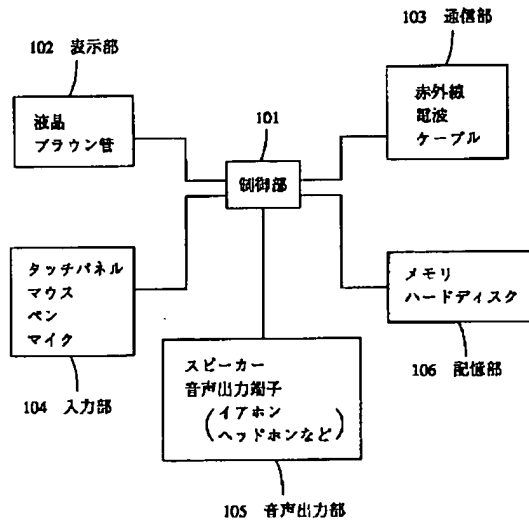 102 表示部
103 通信部
液晶
ブラウン管
101
赤外線
電波
ケーブル
制御部
タッチパネル
マウス
ペン
マイク
メモリ
ハードディスク
スピーカー
音声出力端子
(イアホン
ヘッドホンなど)
104 入力部
106 記憶部
105 音声出力部